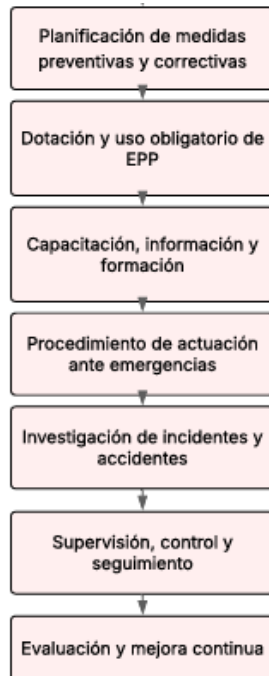 Planificación de medidas
preventivas y correctivas
Dotación y uso obligatorio de
EPP
Capacitación, información y
formación
Procedimiento de actuación
ante emergencias
Investigación de incidentes y
accidentes
Supervisión, control y
seguimiento
Evaluación y mejora continua